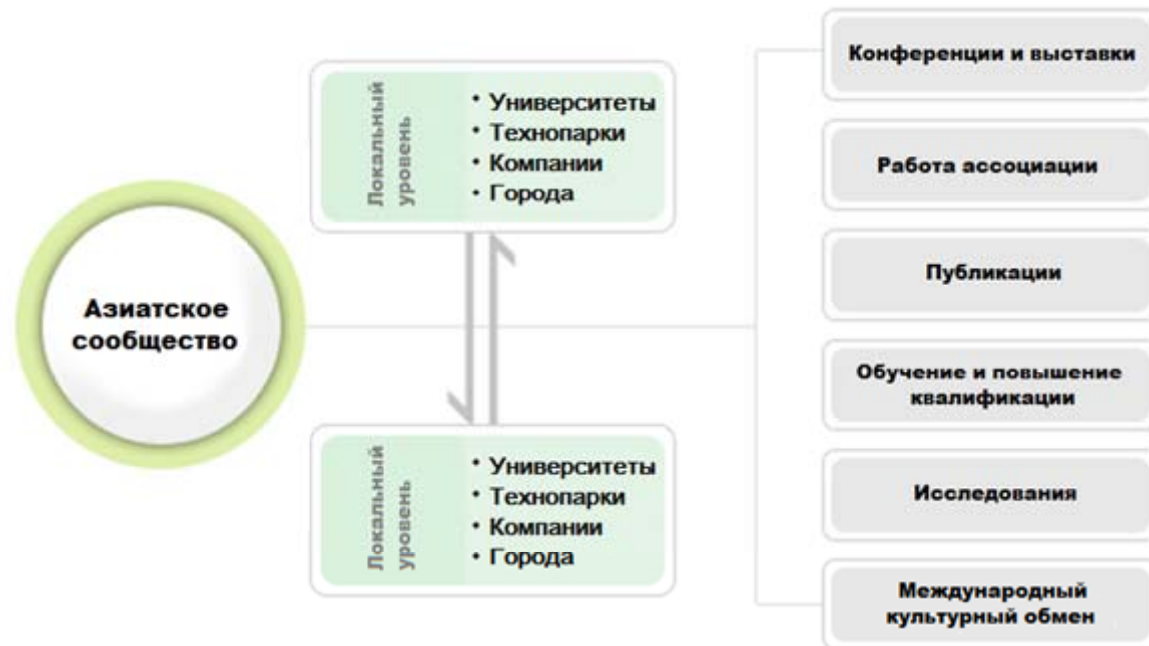 Азиатское
сообщество
Локальный
уровень
• Университеты
• Технопарки
• Компании
• Города
Локальный
уровень
• Университеты
• Технопарки
• Компании
• Города
Конференции и выставки
Работа ассоциации
Публикации
Обучение и повышение
квалификации
Исследования
Международный
культурный обмен